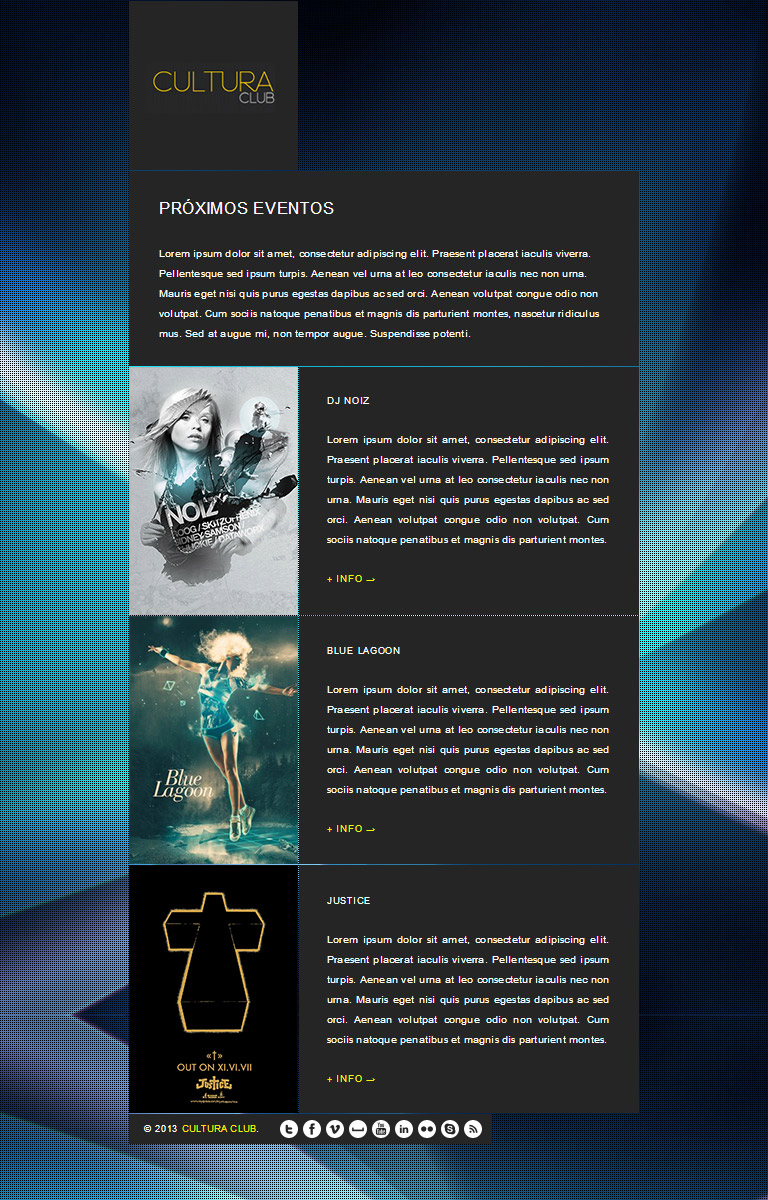 CULTURA
CLUB
PRÓXIMOS EVENTOS
Lorem ipsum dolor sit amet, consectetur adipiscing elit. Praesent placerat iaculis viverra.
Pellentesque sed ipsum turpis. Aenean vel urna at leo consectetur iaculis nec non urna.
Mauris eget nisi quis purus egestas dapibus ac sed orci. Aenean volutpat congue odio non
volutpat. Cum sociis natoque penatibus et magnis dis parturient montes, nascetur ridiculus
mus. Sed at augue mi, non tempor augue. Suspendisse potenti.
NOIZ
DJ NOIZ
Lorem ipsum dolor sit amet, consectetur adipiscing elit.
Praesent placerat iaculis viverra. Pellentesque sed ipsum
turpis. Aenean vel urna at leo consectetur iaculis nec non
urna. Mauris eget nisi quis purus egestas dapibus ac sed
orci. Aenean volutpat congue odio non volutpat. Cum
sociis natoque penatibus et magnis dis parturient montes.
+ INFO →
Blue
Lagoon
BLUE LAGOON
Lorem ipsum dolor sit amet, consectetur adipiscing elit.
Praesent placerat iaculis viverra. Pellentesque sed ipsum
turpis. Aenean vel urna at leo consectetur iaculis nec non
urna. Mauris eget nisi quis purus egestas dapibus ac sed
orci. Aenean volutpat congue odio non volutpat. Cum
sociis natoque penatibus et magnis dis parturient montes.
+ INFO →
«†»
OUT ON XI.VI.VII
JUSTICE
JUSTICE
Lorem ipsum dolor sit amet, consectetur adipiscing elit.
Praesent placerat iaculis viverra. Pellentesque sed ipsum
turpis. Aenean vel urna at leo consectetur iaculis nec non
urna. Mauris eget nisi quis purus egestas dapibus ac sed
orci. Aenean volutpat congue odio non volutpat. Cum
sociis natoque penatibus et magnis dis parturient montes.
+ INFO →
© 2013 CULTURA CLUB.